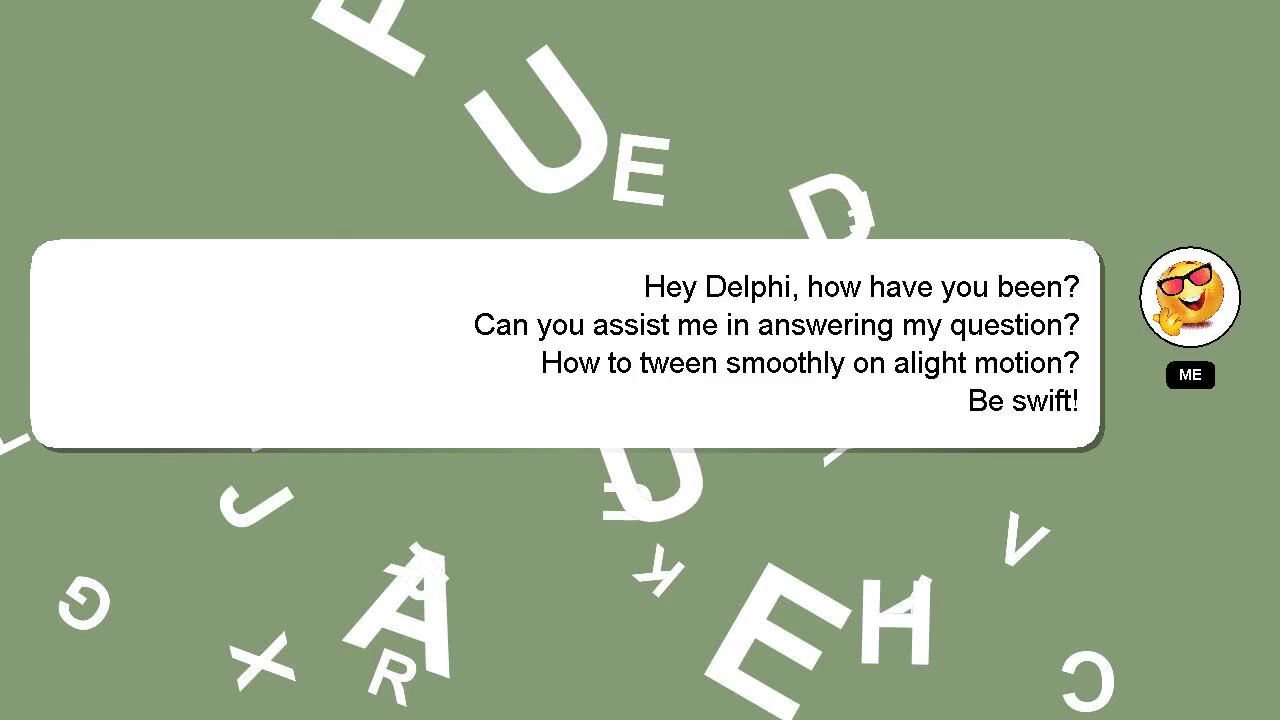 Hey Delphi, how have you been?
Can you assist me in answering my question?
How to tween smoothly on alight motion?
Be swift!
ME
P
U
E
D
U
J
V
G
A
K
E
H
X
R
C